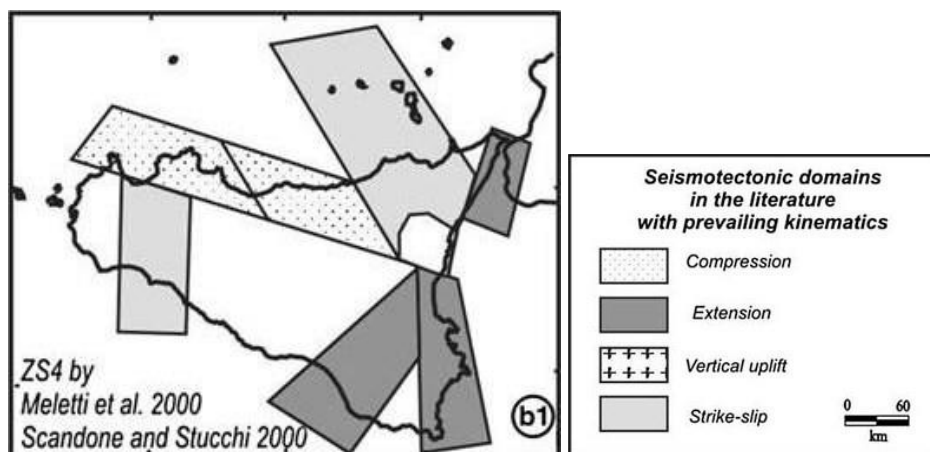 ZS4 by
Meletti et al. 2000
Scandone and Stucchi 2000
b1
Seismotectonic domains
in the literature
with prevailing kinematics
Compression
Extension
Vertical uplift
Strike-slip
0 60
km